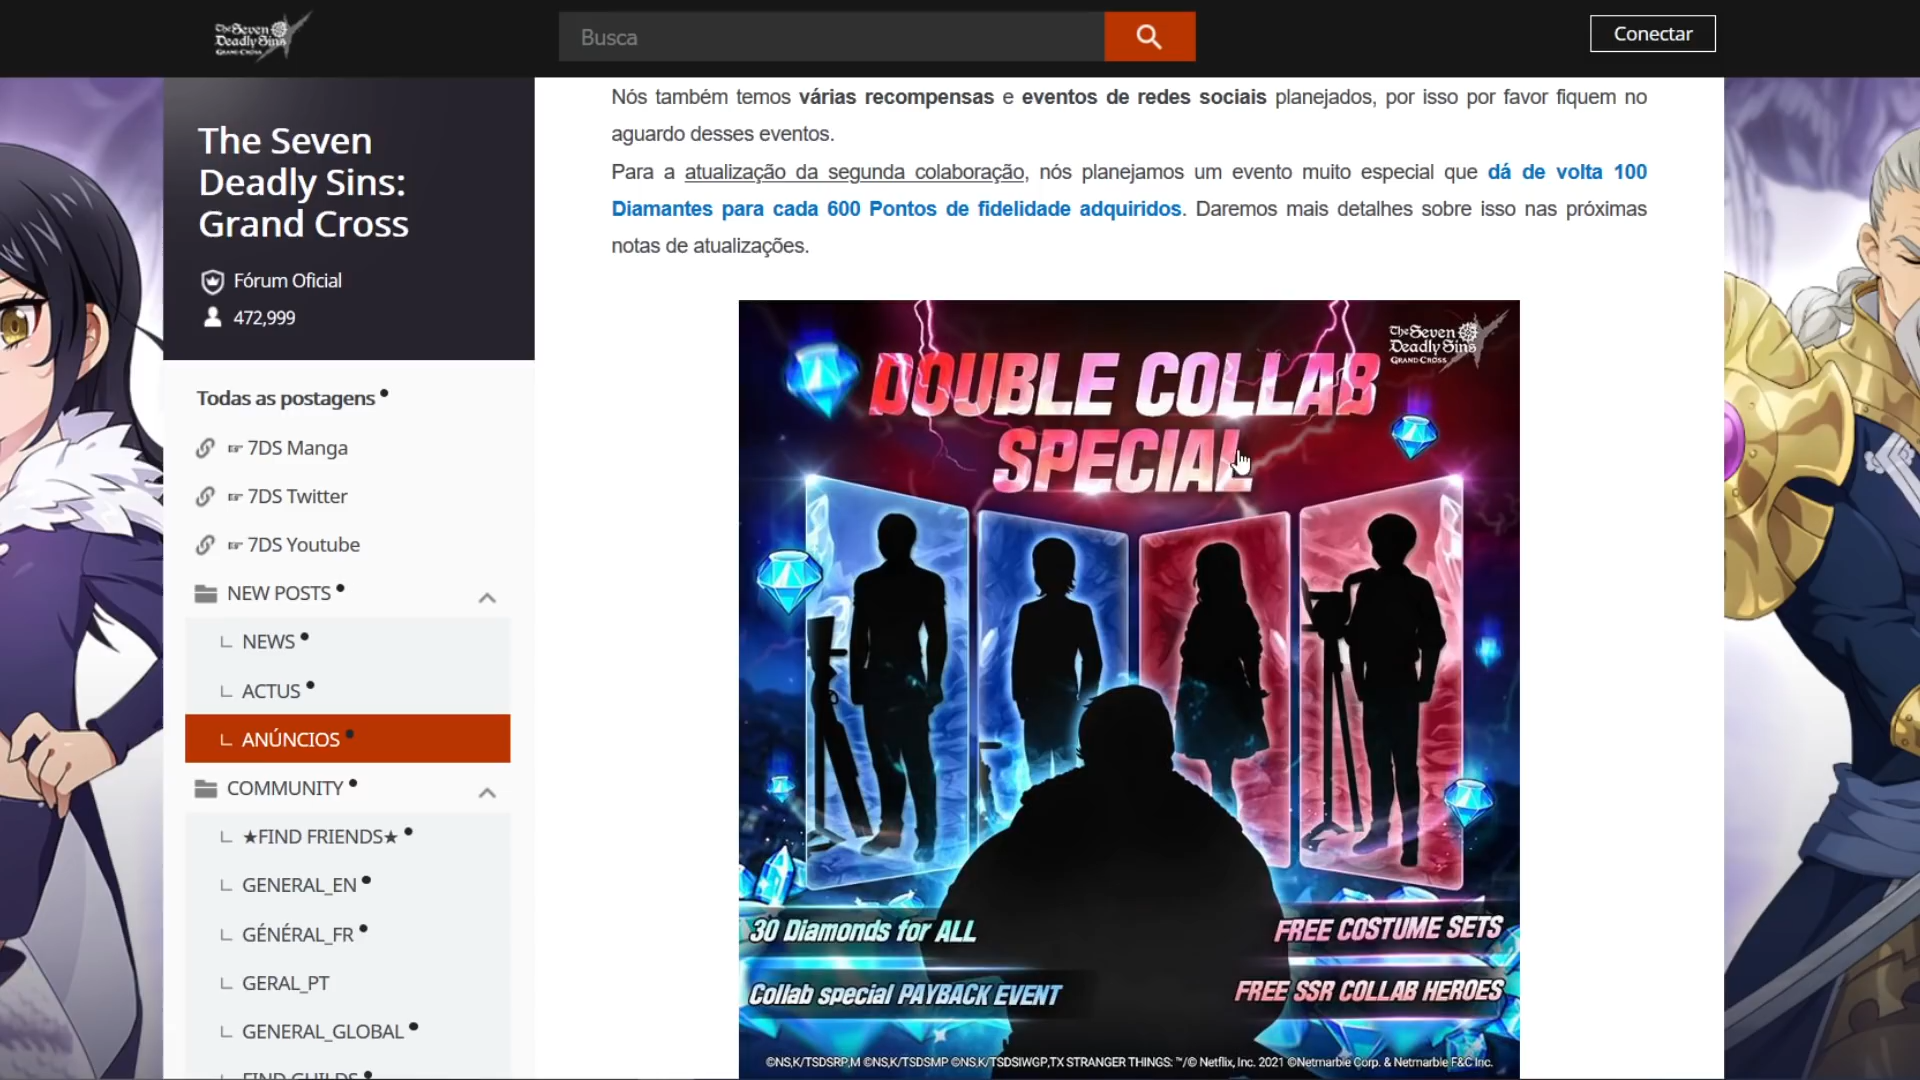 The Seven
Deadly Sins
GRAND CROSS
Busca
Conectar
The Seven
Deadly Sins:
Grand Cross
Fórum Oficial
472,999
Todas as postagens
☞ 7DS Manga
☞ 7DS Twitter
☞ 7DS Youtube
NEW POSTS
NEWS
ACTUS
ANÚNCIOS
COMMUNITY
★FIND FRIENDS★
GENERAL_EN
GÉNÉRAL_FR
GERAL_PT
GENERAL_GLOBAL
FIND GUILDS
Nós também temos várias recompensas e eventos de redes sociais planejados, por isso por favor fiquem no
aguardo desses eventos.
Para a atualização da segunda colaboração, nós planejamos um evento muito especial que dá de volta 100
Diamantes para cada 600 Pontos de fidelidade adquiridos. Daremos mais detalhes sobre isso nas próximas
notas de atualizações.
The Seven
Deadly Sins
GRAND CROSS
DOUBLE COLLAB
SPECIAL
30 Diamonds for ALL
FREE COSTUME SETS
Collab special PAYBACK EVENT
FREE SSR COLLAB HEROES
©NS,K/TSDSRP,M ©NS,K/TSDSMP ©NS,K/TSDSIWGP,TX STRANGER THINGS: ™/© Netflix, Inc. 2021 ©Netmarble Corp. & Netmarble F&C Inc.